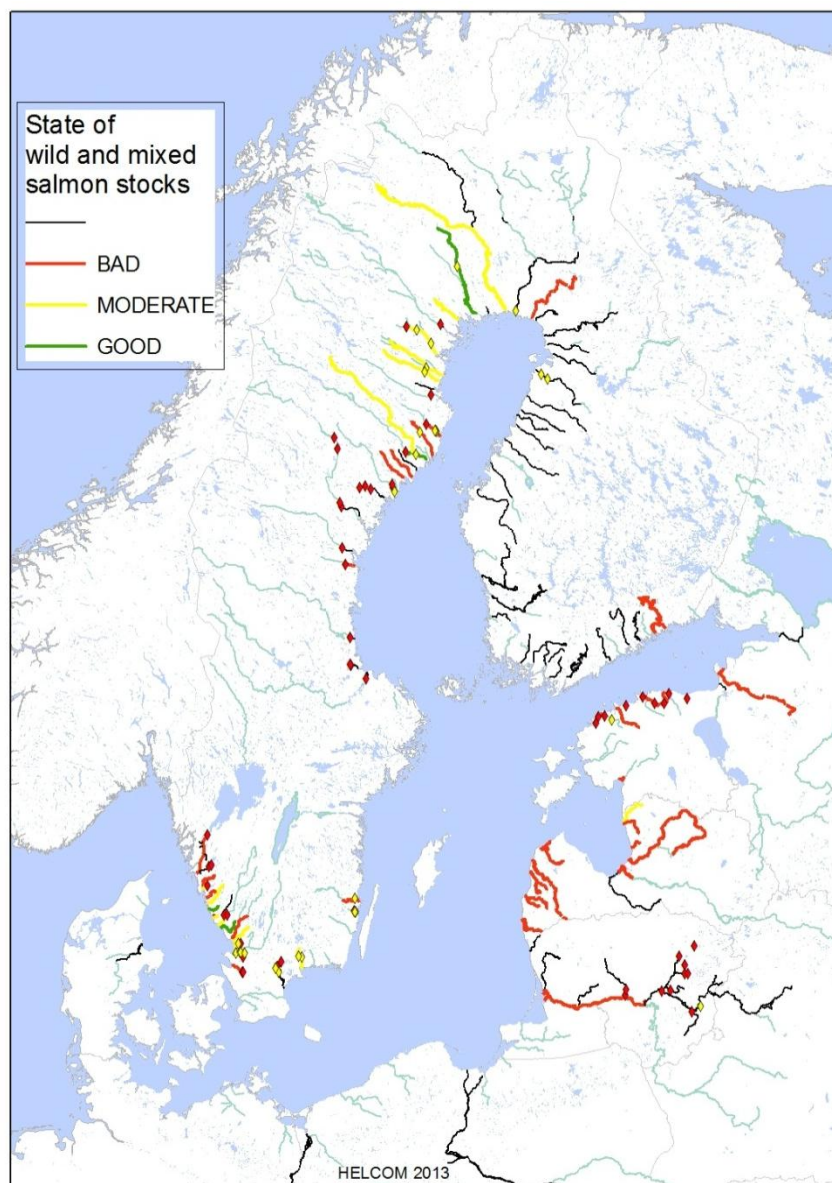 State of
wild and mixed
salmon stocks
BAD
MODERATE
GOOD
HELCOM 2013